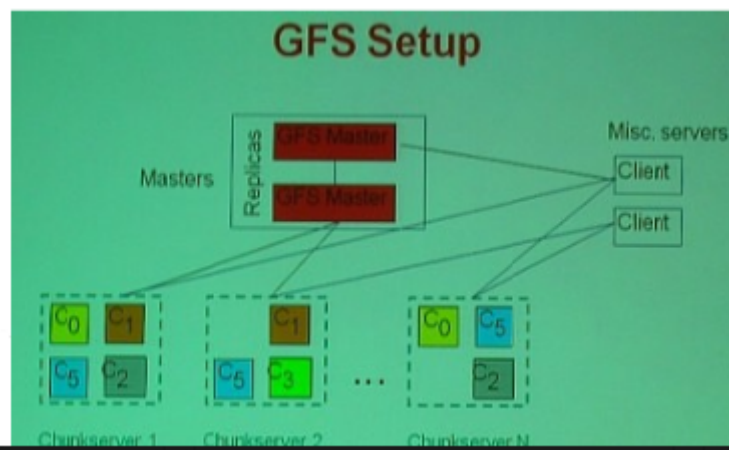 GFS Setup
Misc. servers
Masters
Replicas
GFS Master
GFS Master
Client
Client
C0 C1
C5 C2
C1
C5 C3
...
C0 C5
C2
Chunkserver 1 Chunkserver 2 Chunkserver N